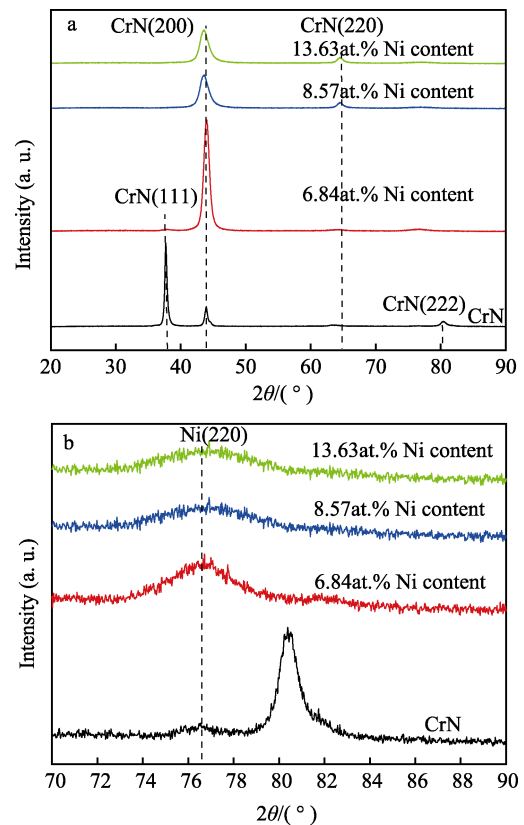 a
CrN(200)
CrN(220)
13.63at.% Ni content
8.57at.% Ni content
6.84at.% Ni content
CrN(111)
CrN(222)
CrN
Intensity (a. u.)
20 30 40 50 60 70 80 90
2θ/( ° )
b
Ni(220)
13.63at.% Ni content
8.57at.% Ni content
6.84at.% Ni content
CrN
Intensity (a. u.)
70 72 74 76 78 80 82 84 86 88 90
2θ/( ° )